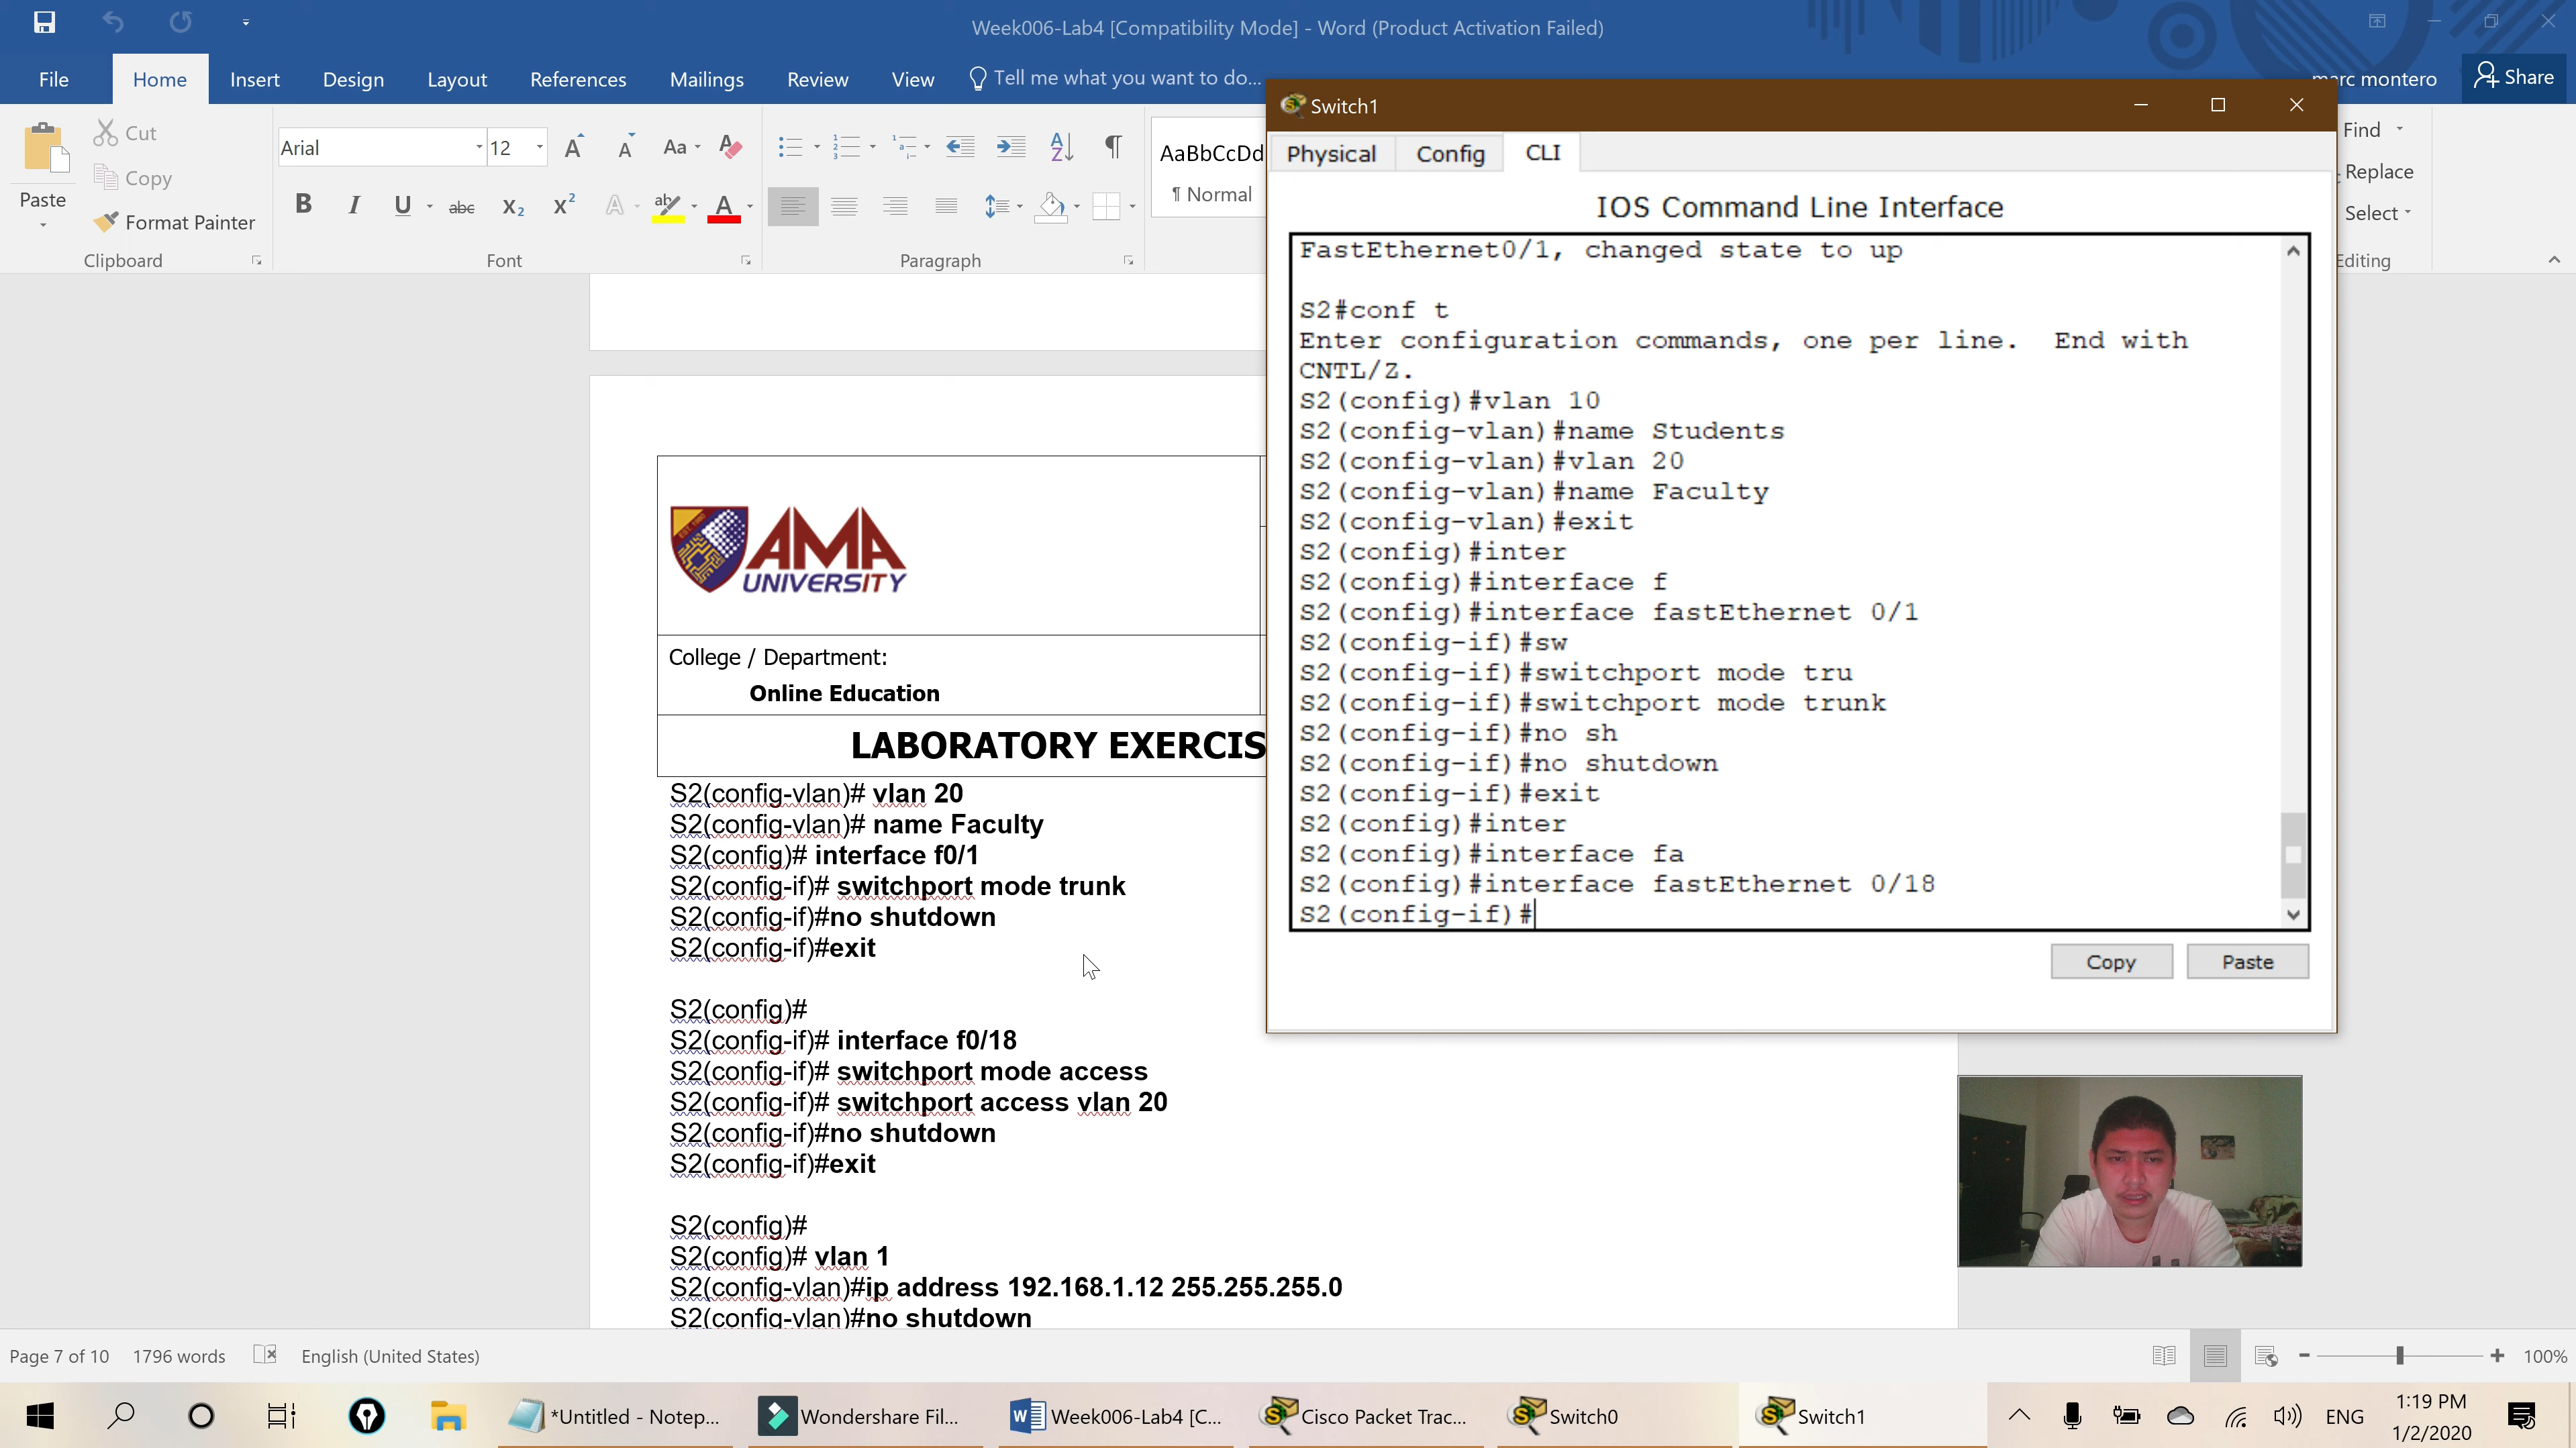 Week006-Lab4 [Compatibility Mode] - Word (Product Activation Failed)
File Home Insert Design Layout References Mailings Review View Tell me what you want to do... marc montero Share
Paste
Cut
Copy
Format Painter
Clipboard
Arial 12
Font
Paragraph
AaBbCcDd
¶ Normal
Find
Replace
Select
Editing
Switch1
Physical Config CLI
IOS Command Line Interface
FastEthernet0/1, changed state to up
S2#conf t
Enter configuration commands, one per line. End with
CNTL/Z.
S2(config)#vlan 10
S2(config-vlan)#name Students
S2(config-vlan)#vlan 20
S2(config-vlan)#name Faculty
S2(config-vlan)#exit
S2(config)#inter
S2(config)#interface f
S2(config)#interface fastEthernet 0/1
S2(config-if)#sw
S2(config-if)#switchport mode tru
S2(config-if)#switchport mode trunk
S2(config-if)#no sh
S2(config-if)#no shutdown
S2(config-if)#exit
S2(config)#inter
S2(config)#interface fa
S2(config)#interface fastEthernet 0/18
S2(config-if)#
Copy Paste
AMA
UNIVERSITY
College / Department:
Online Education
LABORATORY EXERCIS
S2(config-vlan)# vlan 20
S2(config-vlan)# name Faculty
S2(config)# interface f0/1
S2(config-if)# switchport mode trunk
S2(config-if)#no shutdown
S2(config-if)#exit
S2(config)#
S2(config-if)# interface f0/18
S2(config-if)# switchport mode access
S2(config-if)# switchport access vlan 20
S2(config-if)#no shutdown
S2(config-if)#exit
S2(config)#
S2(config)# vlan 1
S2(config-vlan)#ip address 192.168.1.12 255.255.255.0
S2(config-vlan)#no shutdown
Page 7 of 10 1796 words English (United States) 100%
*Untitled - Notep... Wondershare Fil... Week006-Lab4 [C... Cisco Packet Trac... Switch0 Switch1 ENG
1:19 PM
1/2/2020